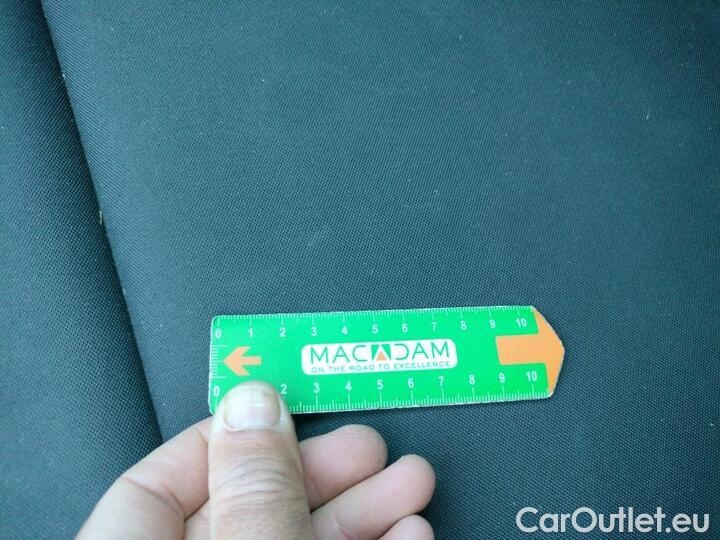 0 1 2 3 4 5 6 7 8 9 10
MACADAM
ON THE ROAD TO EXCELLENCE
0 2 3 4 5 6 7 8 9 10
CarOutlet.eu